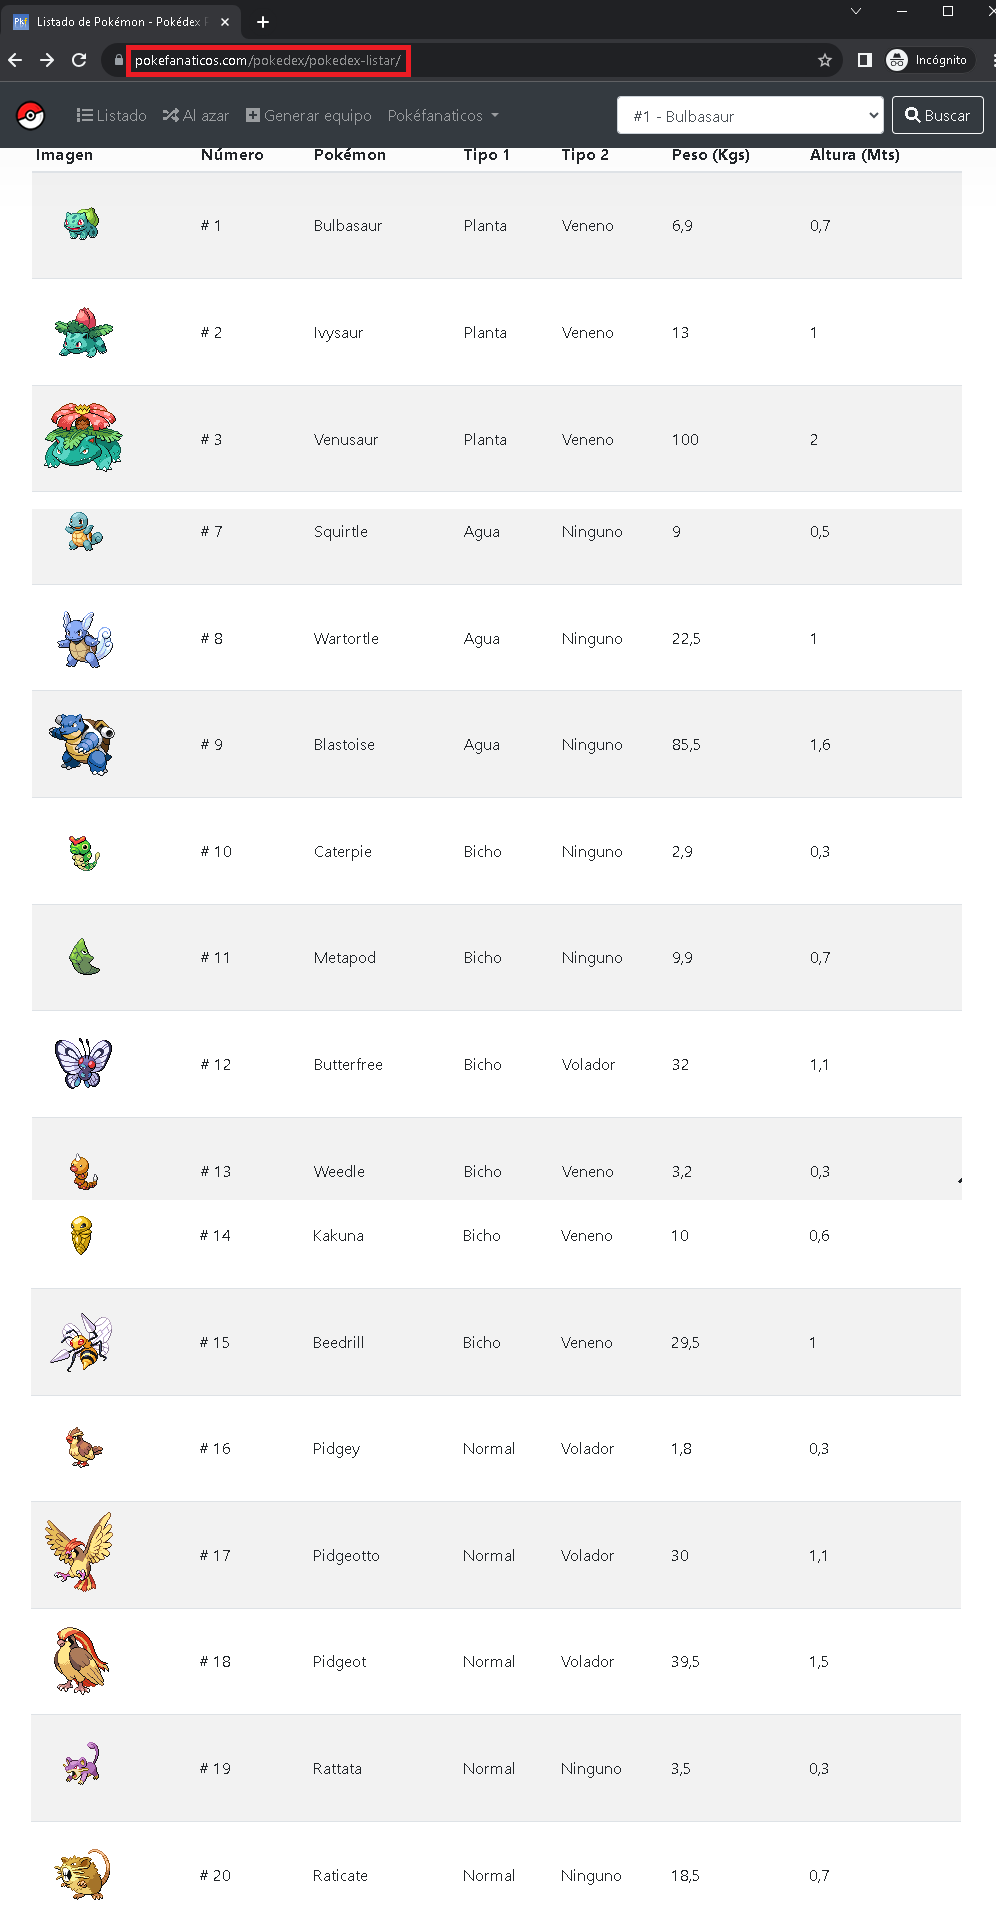 Listado de Pokémon - Pokédex
pokefanaticos.com/pokedex/pokedex-listar/
Incógnito
Listado Al azar Generar equipo Pokéfanaticos #1 - Bulbasaur Buscar
Imagen Número Pokémon Tipo 1 Tipo 2 Peso (Kgs) Altura (Mts)
# 1 Bulbasaur Planta Veneno 6,9 0,7
# 2 Ivysaur Planta Veneno 13 1
# 3 Venusaur Planta Veneno 100 2
# 7 Squirtle Agua Ninguno 9 0,5
# 8 Wartortle Agua Ninguno 22,5 1
# 9 Blastoise Agua Ninguno 85,5 1,6
# 10 Caterpie Bicho Ninguno 2,9 0,3
# 11 Metapod Bicho Ninguno 9,9 0,7
# 12 Butterfree Bicho Volador 32 1,1
# 13 Weedle Bicho Veneno 3,2 0,3
# 14 Kakuna Bicho Veneno 10 0,6
# 15 Beedrill Bicho Veneno 29,5 1
# 16 Pidgey Normal Volador 1,8 0,3
# 17 Pidgeotto Normal Volador 30 1,1
# 18 Pidgeot Normal Volador 39,5 1,5
# 19 Rattata Normal Ninguno 3,5 0,3
# 20 Raticate Normal Ninguno 18,5 0,7